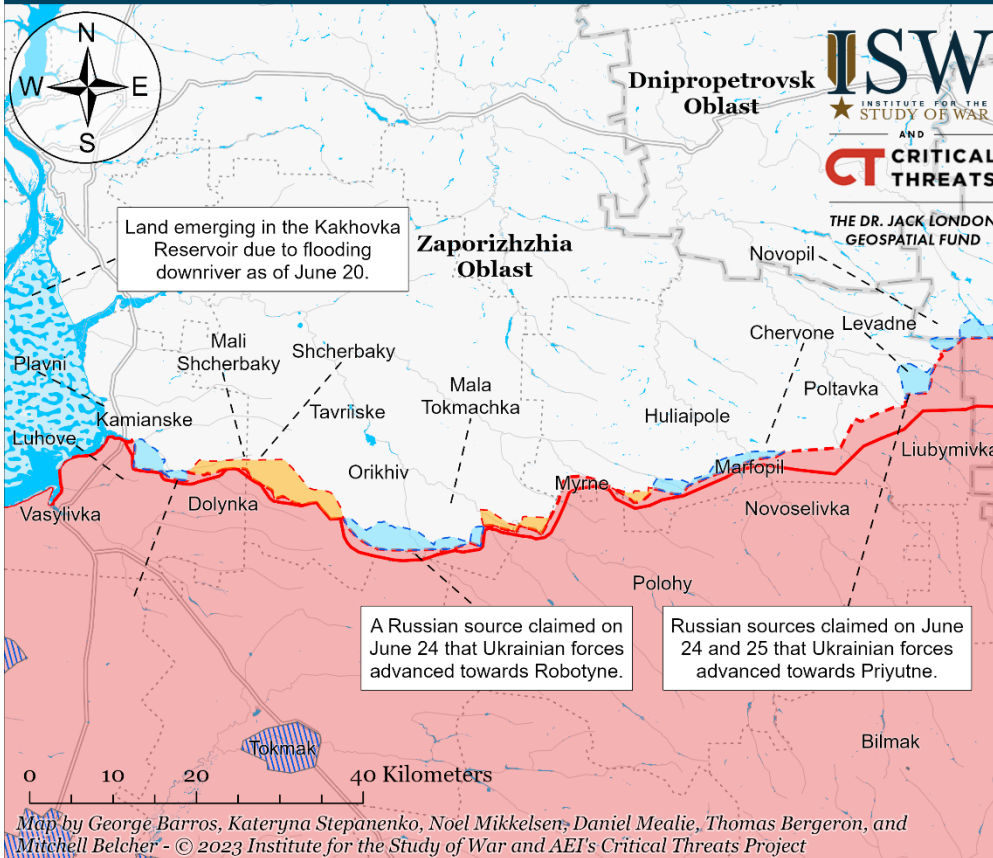 N
W
E
S
Dnipropetrovsk
Oblast
ISW
INSTITUTE FOR THE
STUDY OF WAR
AND
CT CRITICAL
THREATS
THE DR. JACK LONDON
GEOSPATIAL FUND
Land emerging in the Kakhovka
Reservoir due to flooding
downriver as of June 20.
Zaporizhzhia
Oblast
Novopil
Chervone
Levadne
Mali
Shcherbaky
Shcherbaky
Plavni
Mala
Tokmachka
Poltavka
Kamianske
Tavriiske
Huliaipole
Luhove
Orikhiv
Marfopil
Liubymivka
Myrne
Vasylivka
Dolynka
Novoselivka
Polohy
A Russian source claimed on
June 24 that Ukrainian forces
advanced towards Robotyne.
Russian sources claimed on June
24 and 25 that Ukrainian forces
advanced towards Priyutne.
Tokmak
Bilmak
0 10 20 40 Kilometers
Map by George Barros, Kateryna Stepanenko, Noel Mikkelsen, Daniel Mealie, Thomas Bergeron, and
Mitchell Belcher - © 2023 Institute for the Study of War and AEI's Critical Threats Project